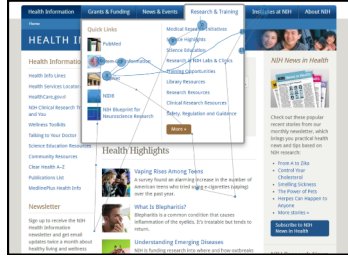 Health Information
Grants & Funding
News & Events
Research & Training
Institutes at NIH
About NIH
Home
HEALTH
Quick Links
PubMed
NIDB
NIH Blueprint for
Neuroscience Research
Medical Research Initiatives
Science Highlights
Science Education
Research at NIH Labs & Clinics
Training Opportunities
Library Resources
Research Resources
Clinical Research Resources
Safety, Regulation and Guidance
More »
Health Information
Health Info Lines
Health Services Locator
HealthCare.gov
NIH Clinical Research
and You
Wellness Toolkits
Talking to Your Doctor
Science Education Resources
Community Resources
Clear Health A–Z
Publications List
MedlinePlus Health Info
Newsletter
Sign up to receive the NIH
Health Information
newsletter and get email
updates twice a month about
healthy living and wellness
Health Highlights
Vaping Rises Among Teens
A survey found an alarming increase in the number of
American teens who tried using e-cigarettes (vaping)
over the past year.
What Is Blepharitis?
Blepharitis is a common condition that causes
inflammation of the eyelids. It's treatable but tends to
return.
Understanding Emerging Diseases
NIH is funding research into where and how outbreaks
NIH News in Health
Check out these popular
recent stories from our
monthly newsletter, which
brings you practical health
news and tips based on
NIH research:
From A to Zika
Control Your
Cholesterol
Smelling Sickness
The Power of Pets
Herpes Can Happen to
Anyone
More stories »
Subscribe to NIH
News in Health